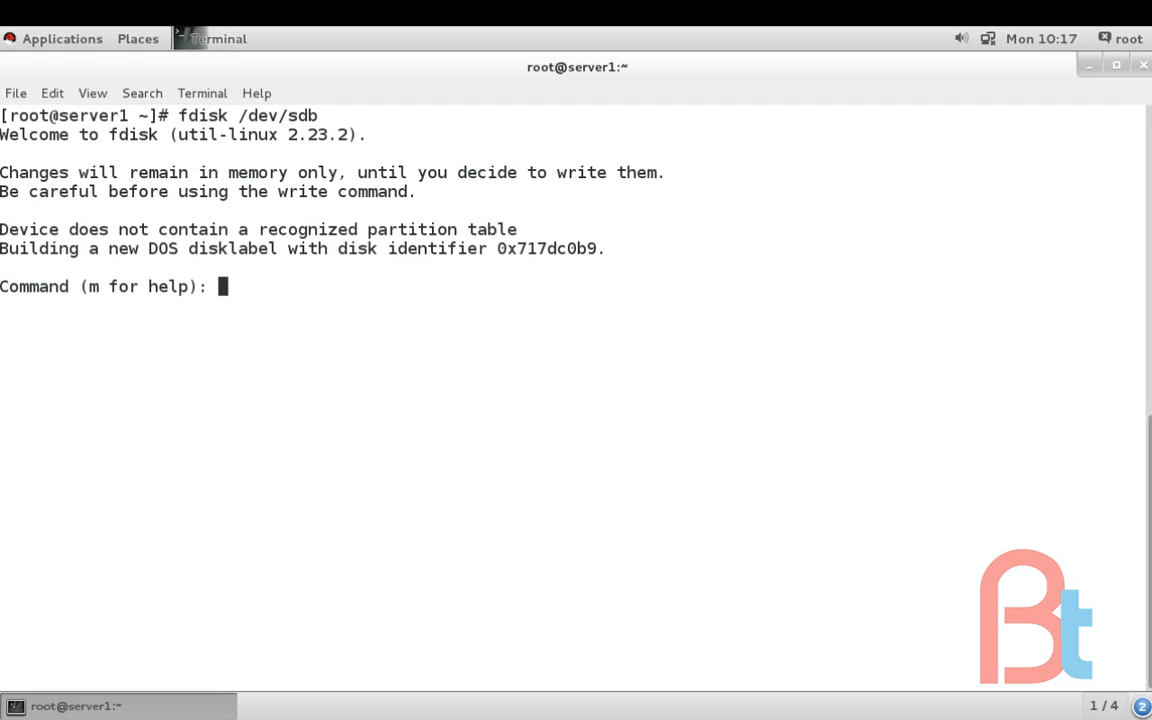 Applications Places Terminal Mon 10:17 root
root@server1:~
File Edit View Search Terminal Help
[root@server1 ~]# fdisk /dev/sdb
Welcome to fdisk (util-linux 2.23.2).
Changes will remain in memory only, until you decide to write them.
Be careful before using the write command.
Device does not contain a recognized partition table
Building a new DOS disklabel with disk identifier 0x717dc0b9.
Command (m for help):
Bt
root@server1:~ 1 / 4 2